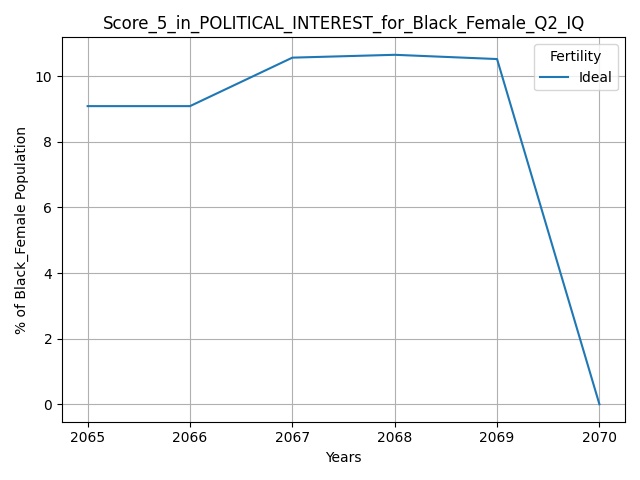 Score_5_in_POLITICAL_INTEREST_for_Black_Female_Q2_IQ
Fertility
Ideal
% of Black_Female Population
10
8
6
4
2
0
2065 2066 2067 2068 2069 2070
Years